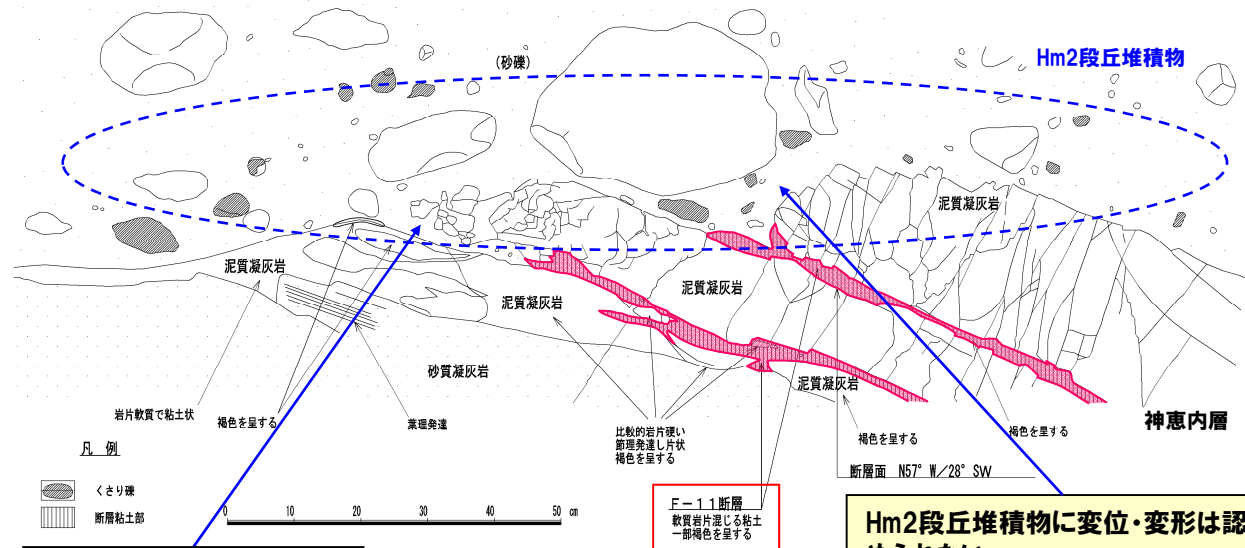 (砂礫)
Hm2段丘堆積物
泥質凝灰岩
泥質凝灰岩
泥質凝灰岩
泥質凝灰岩
砂質凝灰岩
泥質凝灰岩
岩片軟質で粘土状
褐色を呈する
葉理発達
比較的岩片硬い
節理発達し片状
褐色を呈する
褐色を呈する
褐色を呈する
神恵内層
断層面 N57°W/28°SW
凡 例
くさり礫
断層粘土部
0 10 20 30 40 50 cm
F-11断層
軟質岩片混じる粘土
一部褐色を呈する
Hm2段丘堆積物に変位・変形は認
められない